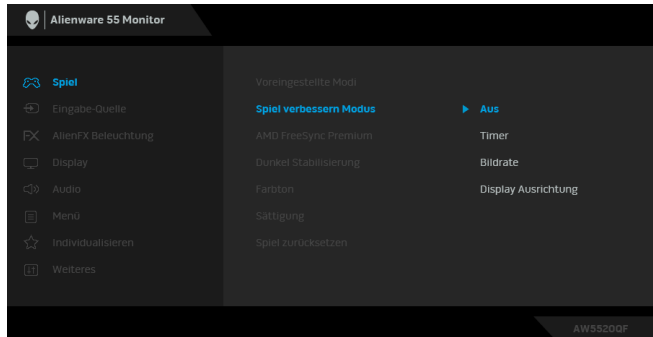 Alienware 55 Monitor
Spiel
Eingabe-Quelle
AlienFX Beleuchtung
Display
Audio
Menü
Individualisieren
Weiteres
Voreingestellte Modi
Spiel verbessern Modus
AMD FreeSync Premium
Dunkel Stabilisierung
Farbton
Sättigung
Spiel zurücksetzen
Aus
Timer
Bildrate
Display Ausrichtung
AW5520QF